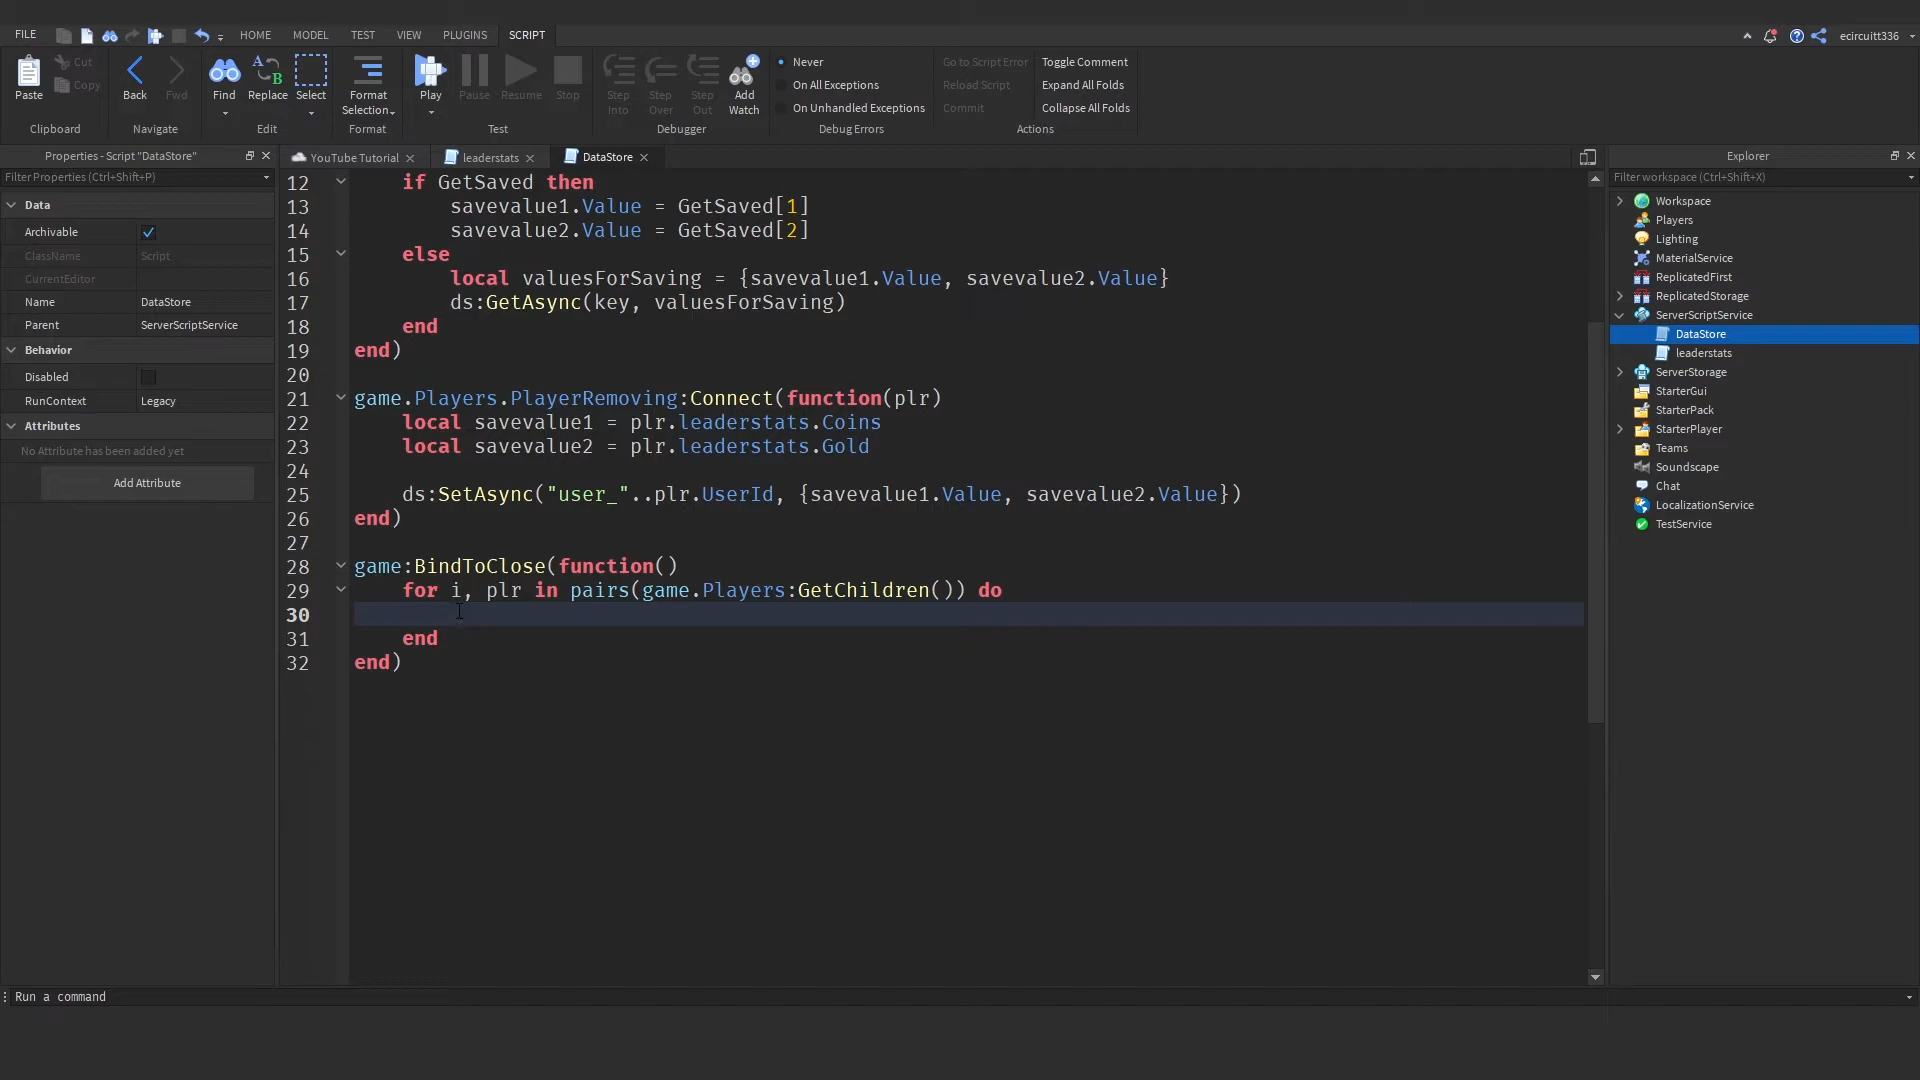 FILE HOME MODEL TEST VIEW PLUGINS SCRIPT ecircuitt336
Paste Cut Copy Clipboard
Back Fwd Navigate
Find Replace Select Edit
Format Selection Format
Play Pause Resume Stop Test
Step Into Step Over Step Out Add Watch Debugger
Never
On All Exceptions
On Unhandled Exceptions
Debug Errors
Go to Script Error
Reload Script
Commit
Toggle Comment
Expand All Folds
Collapse All Folds
Actions
Properties - Script "DataStore"
Filter Properties (Ctrl+Shift+P)
Data
Archivable
ClassName Script
CurrentEditor
Name DataStore
Parent ServerScriptService
Behavior
Disabled
RunContext Legacy
Attributes
No Attribute has been added yet
Add Attribute
YouTube Tutorial leaderstats DataStore
12 if GetSaved then
13 savevalue1.Value = GetSaved[1]
14 savevalue2.Value = GetSaved[2]
15 else
16 local valuesForSaving = {savevalue1.Value, savevalue2.Value}
17 ds:GetAsync(key, valuesForSaving)
18 end
19 end)
20
21 game.Players.PlayerRemoving:Connect(function(plr)
22 local savevalue1 = plr.leaderstats.Coins
23 local savevalue2 = plr.leaderstats.Gold
24
25 ds:SetAsync("user_"..plr.UserId, {savevalue1.Value, savevalue2.Value})
26 end)
27
28 game:BindToClose(function()
29 for i, plr in pairs(game.Players:GetChildren()) do
30
31 end
32 end)
Explorer
Filter workspace (Ctrl+Shift+X)
Workspace
Players
Lighting
MaterialService
ReplicatedFirst
ReplicatedStorage
ServerScriptService
DataStore
leaderstats
ServerStorage
StarterGui
StarterPack
StarterPlayer
Teams
Soundscape
Chat
LocalizationService
TestService
Run a command